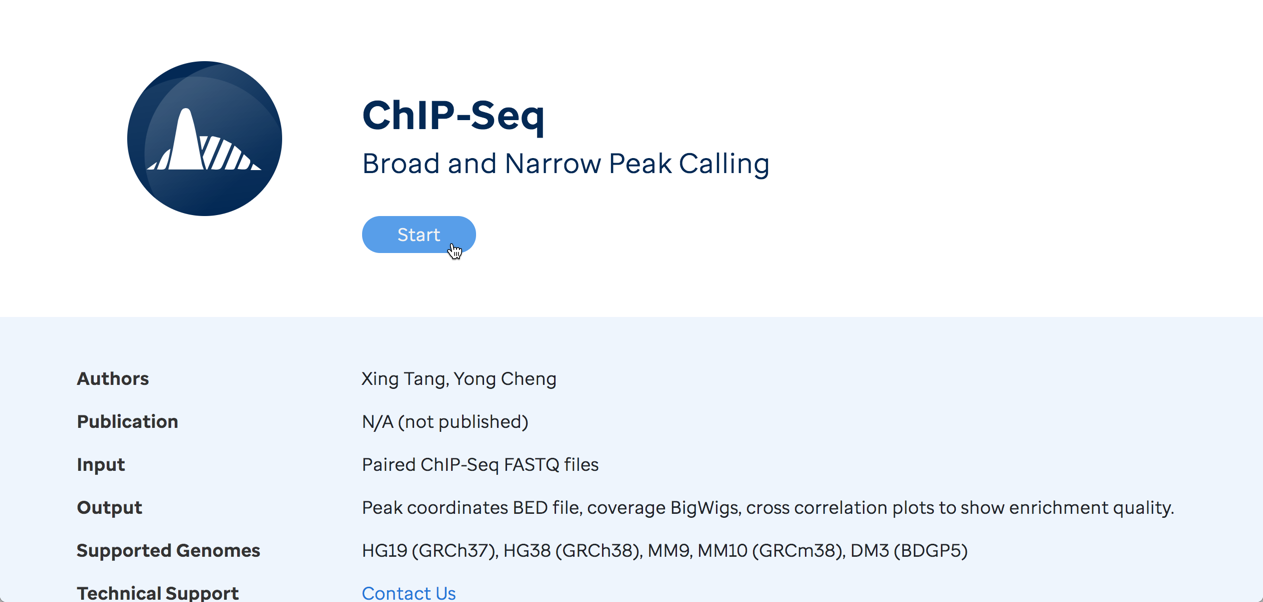 ChIP-Seq
Broad and Narrow Peak Calling
Start
Authors Xing Tang, Yong Cheng
Publication N/A (not published)
Input Paired ChIP-Seq FASTQ files
Output Peak coordinates BED file, coverage BigWigs, cross correlation plots to show enrichment quality.
Supported Genomes HG19 (GRCh37), HG38 (GRCh38), MM9, MM10 (GRCm38), DM3 (BDGP5)
Technical Support Contact Us